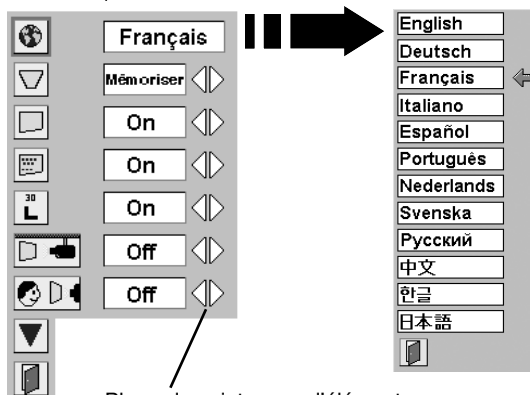 Français
Mémoriser
On
On
30
L
On
Off
Off
English
Deutsch
Français
Italiano
Español
Português
Nederlands
Svenska
Русский
中文
한글
日本語